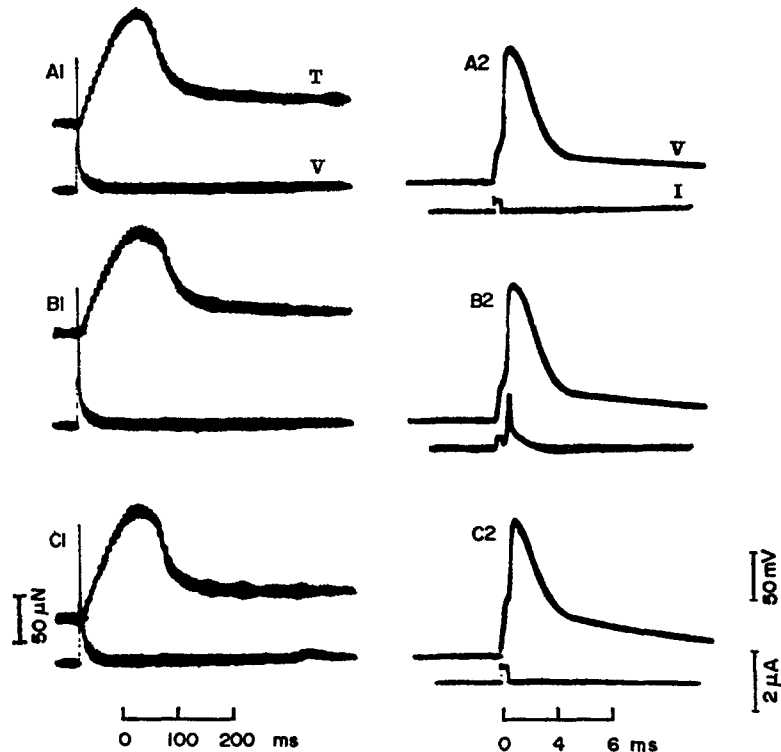 A1
T
V
A2
V
I
B1
B2
C1
50 μN
C2
50 mV
2 μA
0 100 200 ms
0 4 6 ms